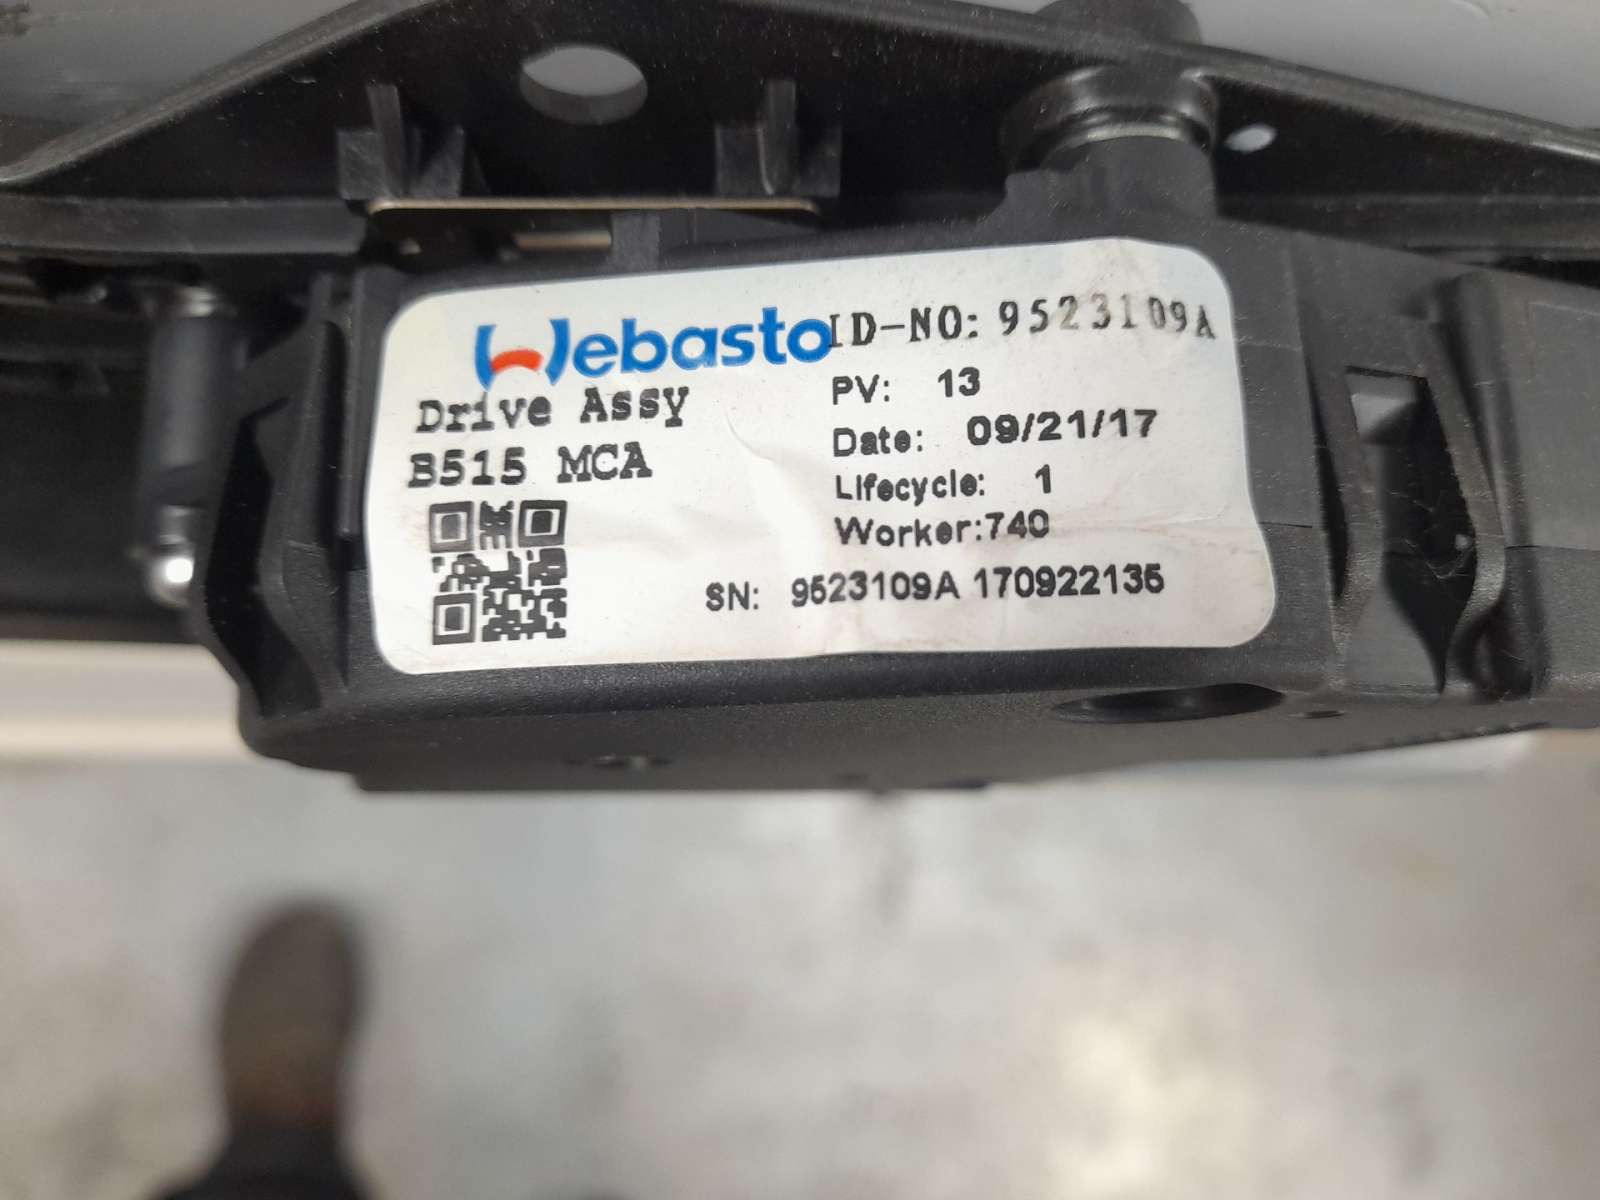 Webasto ID-NO: 9523109A
Drive Assy
B515 MCA
PV: 13
Date: 09/21/17
Lifecycle: 1
Worker:740
SN: 9523109A 170922135